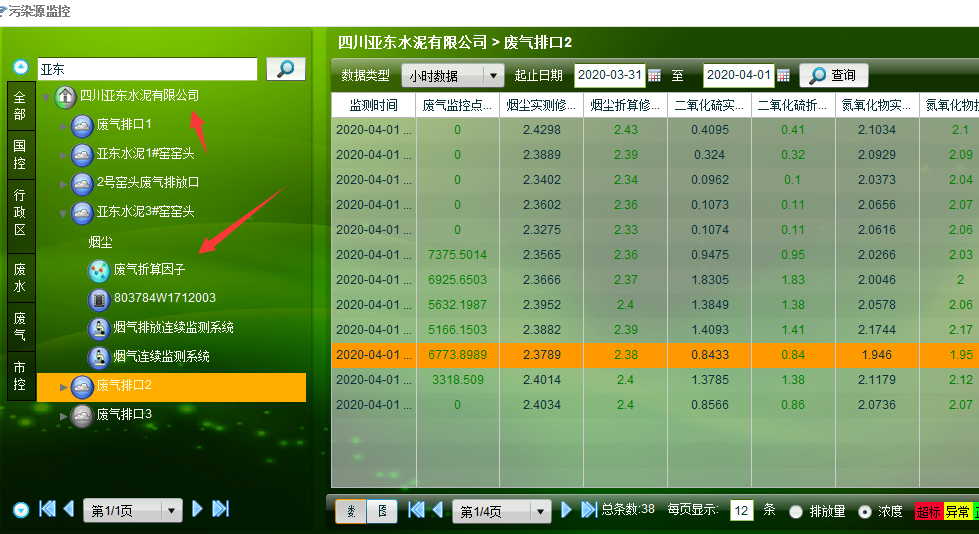 污染源监控
亚东
全部
国控
行政区
废水
废气
市控
四川亚东水泥有限公司
废气排口1
亚东水泥1#窑窑头
2号窑头废气排放口
亚东水泥3#窑窑头
烟尘
废气折算因子
803784W1712003
烟气排放连续监测系统
烟气连续监测系统
废气排口2
废气排口3
第1/1页
四川亚东水泥有限公司 > 废气排口2
数据类型 小时数据 起止日期 2020-03-31 至 2020-04-01 查询
监测时间 废气监控点... 烟尘实测修... 烟尘折算修... 二氧化硫实... 二氧化硫折... 氮氧化物实... 氮氧化物折
2020-04-01 ... 0 2.4298 2.43 0.4095 0.41 2.1034 2.1
2020-04-01 ... 0 2.3889 2.39 0.324 0.32 2.0929 2.09
2020-04-01 ... 0 2.3402 2.34 0.0962 0.1 2.0373 2.04
2020-04-01 ... 0 2.3602 2.36 0.1073 0.11 2.0656 2.07
2020-04-01 ... 0 2.3275 2.33 0.1074 0.11 2.0616 2.06
2020-04-01 ... 7375.5014 2.3565 2.36 0.9475 0.95 2.0266 2.03
2020-04-01 ... 6925.6503 2.3666 2.37 1.8305 1.83 2.0046 2
2020-04-01 ... 5632.1987 2.3952 2.4 1.3849 1.38 2.0578 2.06
2020-04-01 ... 5166.1503 2.3882 2.39 1.4093 1.41 2.1744 2.17
2020-04-01 ... 6773.8989 2.3789 2.38 0.8433 0.84 1.946 1.95
2020-04-01 ... 3318.509 2.4014 2.4 1.3785 1.38 2.1179 2.12
2020-04-01 ... 0 2.4034 2.4 0.8566 0.86 2.0736 2.07
第1/4页 总条数:38 每页显示: 12 条 排放量 浓度 超标 异常